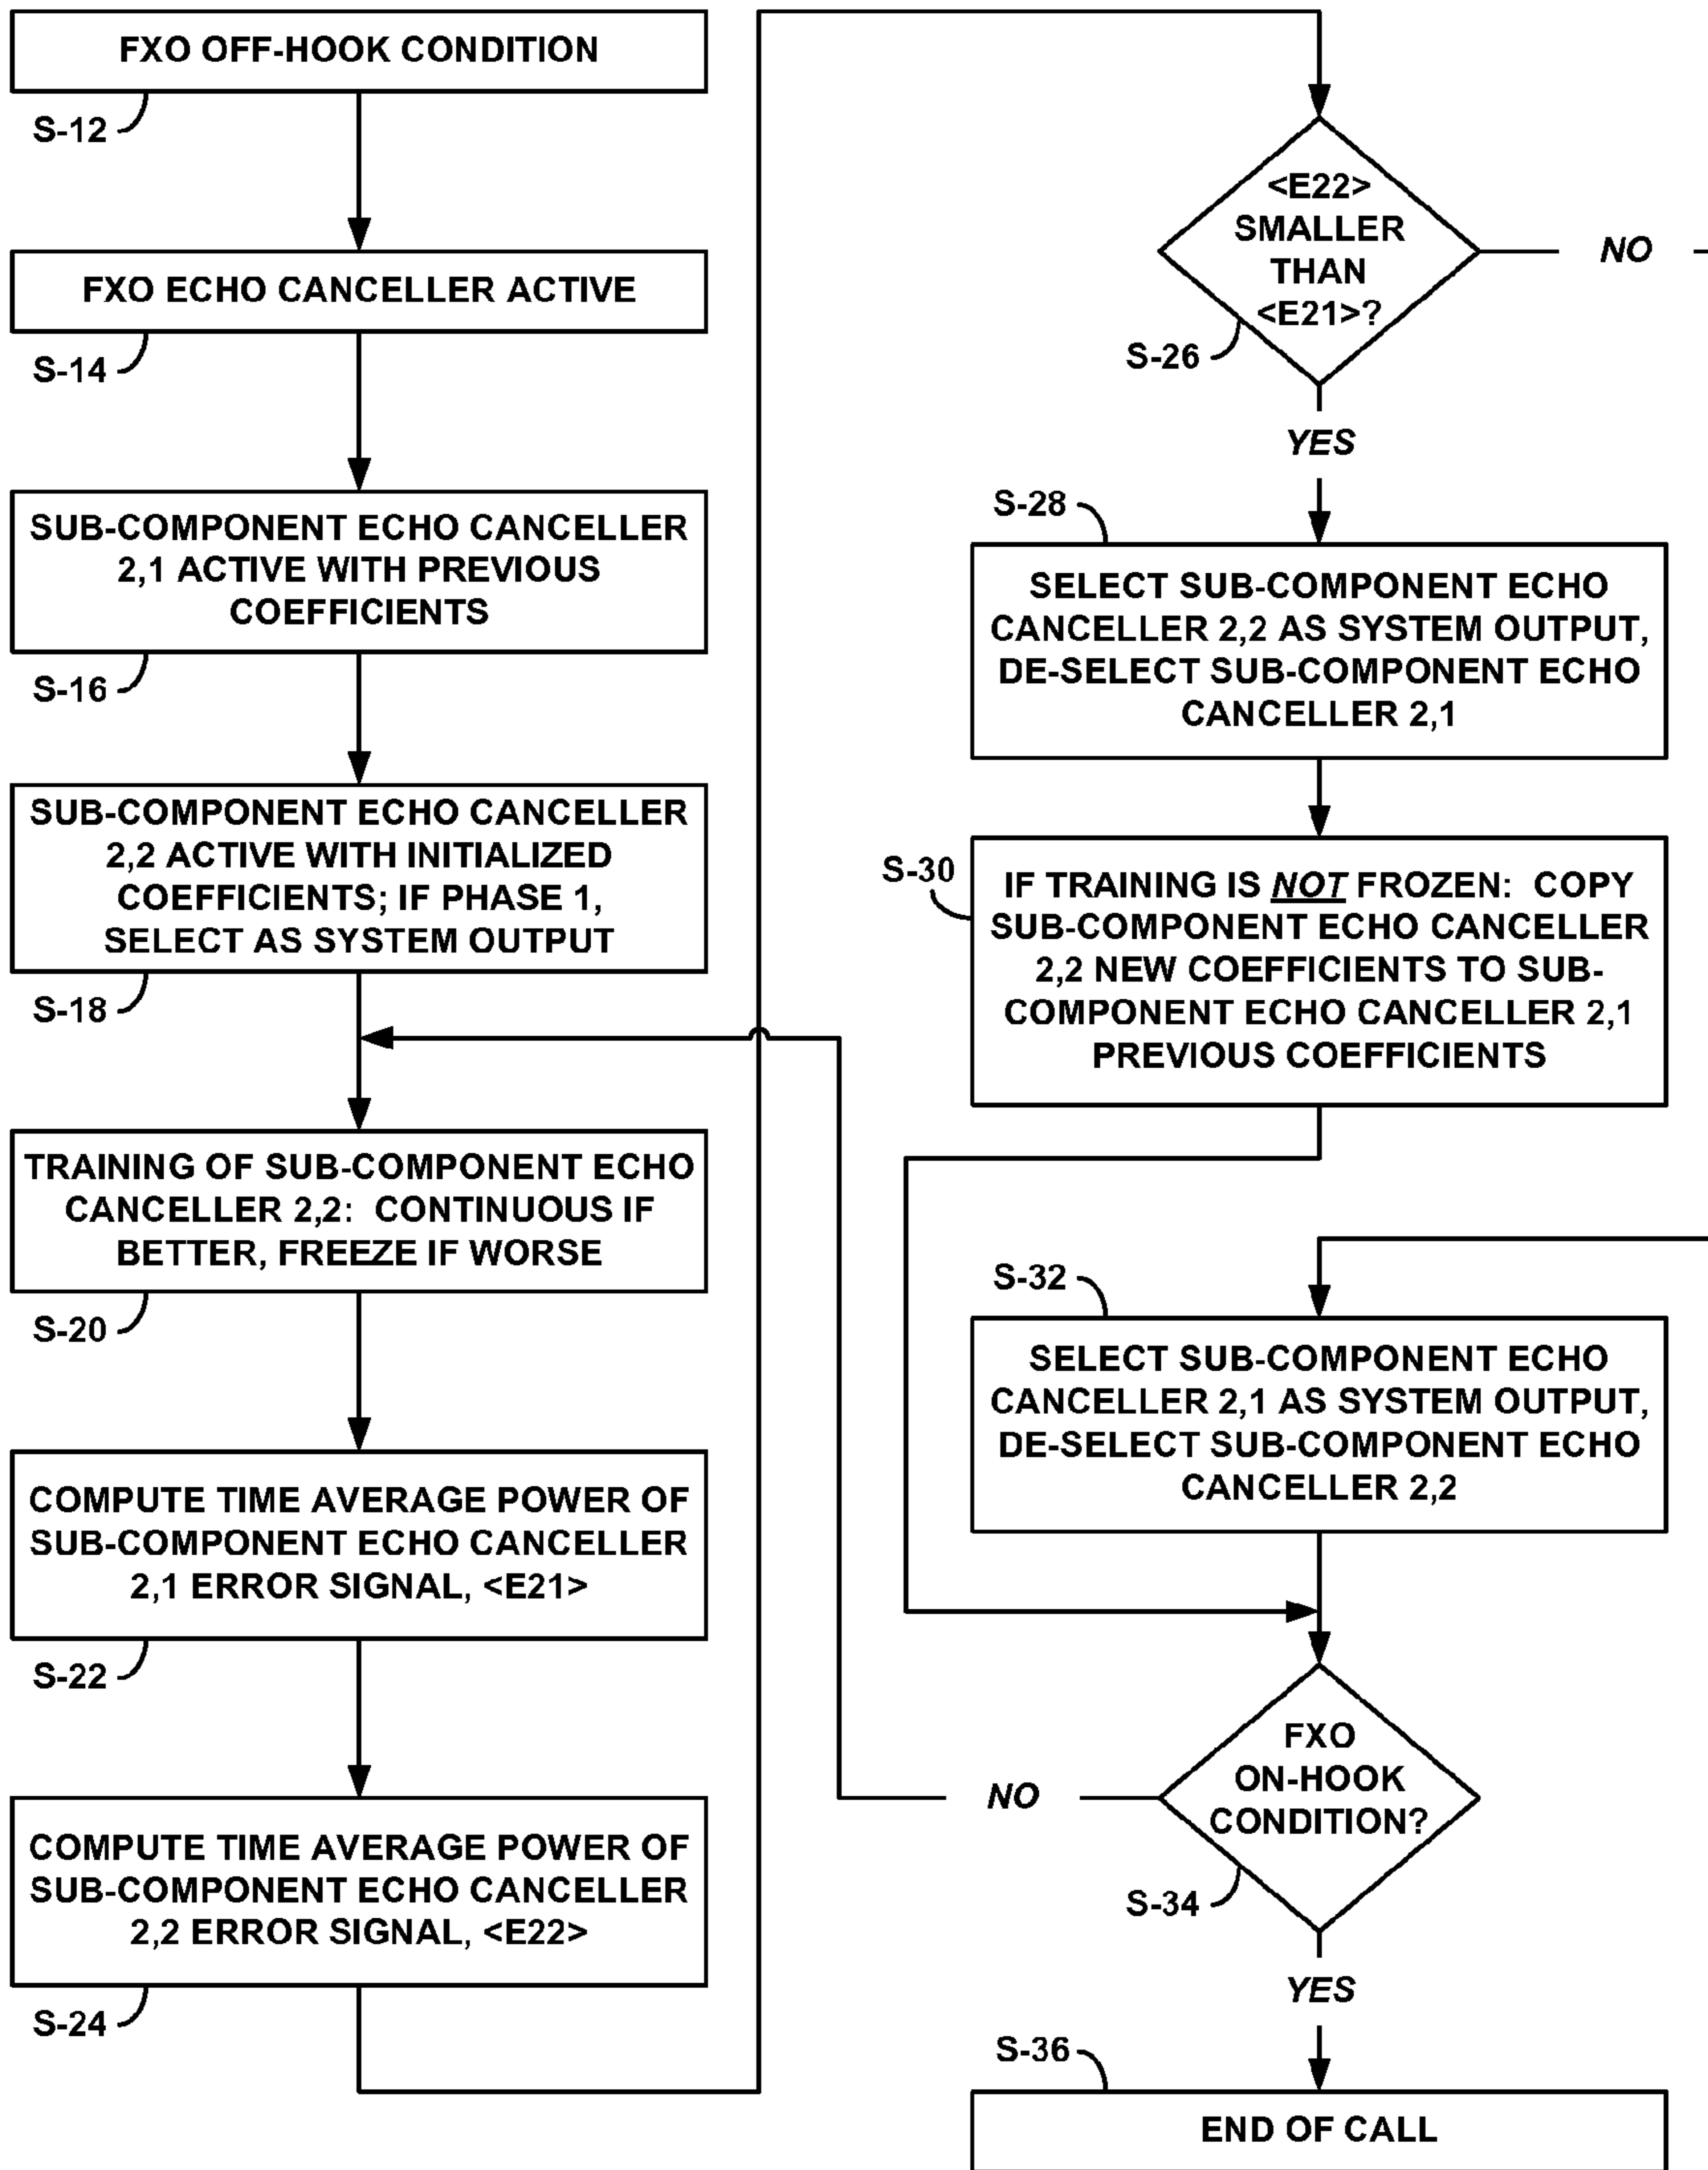 FXO OFF-HOOK CONDITION
S-12
FXO ECHO CANCELLER ACTIVE
S-14
SUB-COMPONENT ECHO CANCELLER
2,1 ACTIVE WITH PREVIOUS
COEFFICIENTS
S-16
SUB-COMPONENT ECHO CANCELLER
2,2 ACTIVE WITH INITIALIZED
COEFFICIENTS; IF PHASE 1,
SELECT AS SYSTEM OUTPUT
S-18
TRAINING OF SUB-COMPONENT ECHO
CANCELLER 2,2: CONTINUOUS IF
BETTER, FREEZE IF WORSE
S-20
COMPUTE TIME AVERAGE POWER OF
SUB-COMPONENT ECHO CANCELLER
2,1 ERROR SIGNAL, <E21>
S-22
COMPUTE TIME AVERAGE POWER OF
SUB-COMPONENT ECHO CANCELLER
2,2 ERROR SIGNAL, <E22>
S-24
<E22>
SMALLER
THAN
<E21>?
NO
S-26
YES
S-28
SELECT SUB-COMPONENT ECHO
CANCELLER 2,2 AS SYSTEM OUTPUT,
DE-SELECT SUB-COMPONENT ECHO
CANCELLER 2,1
S-30
IF TRAINING IS NOT FROZEN: COPY
SUB-COMPONENT ECHO CANCELLER
2,2 NEW COEFFICIENTS TO SUB-
COMPONENT ECHO CANCELLER 2,1
PREVIOUS COEFFICIENTS
S-32
SELECT SUB-COMPONENT ECHO
CANCELLER 2,1 AS SYSTEM OUTPUT,
DE-SELECT SUB-COMPONENT ECHO
CANCELLER 2,2
FXO
ON-HOOK
CONDITION?
NO
S-34
YES
S-36
END OF CALL